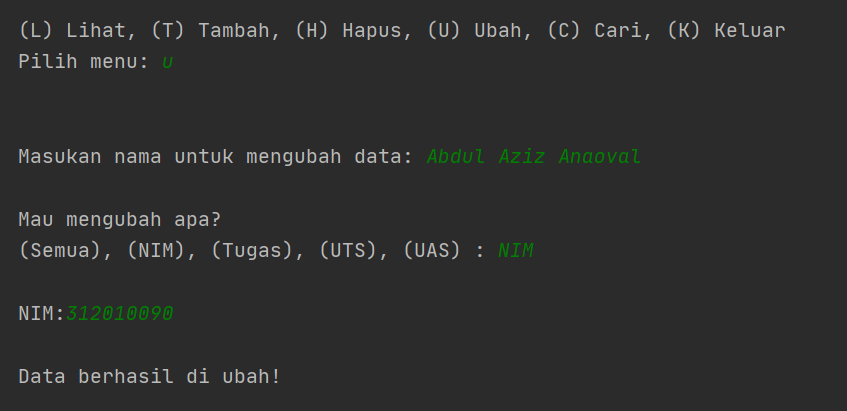 (L) Lihat, (T) Tambah, (H) Hapus, (U) Ubah, (C) Cari, (K) Keluar
Pilih menu: u
Masukan nama untuk mengubah data: Abdul Aziz Anaoval
Mau mengubah apa?
(Semua), (NIM), (Tugas), (UTS), (UAS) : NIM
NIM:312010090
Data berhasil di ubah!